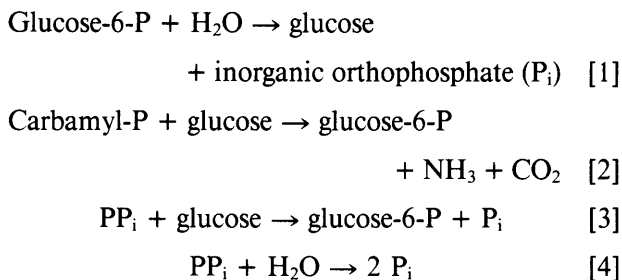 Glucose-6-P + H₂O → glucose
+ inorganic orthophosphate (Pᵢ) [1]
Carbamyl-P + glucose → glucose-6-P
+ NH₃ + CO₂ [2]
PPᵢ + glucose → glucose-6-P + Pᵢ [3]
PPᵢ + H₂O → 2 Pᵢ [4]